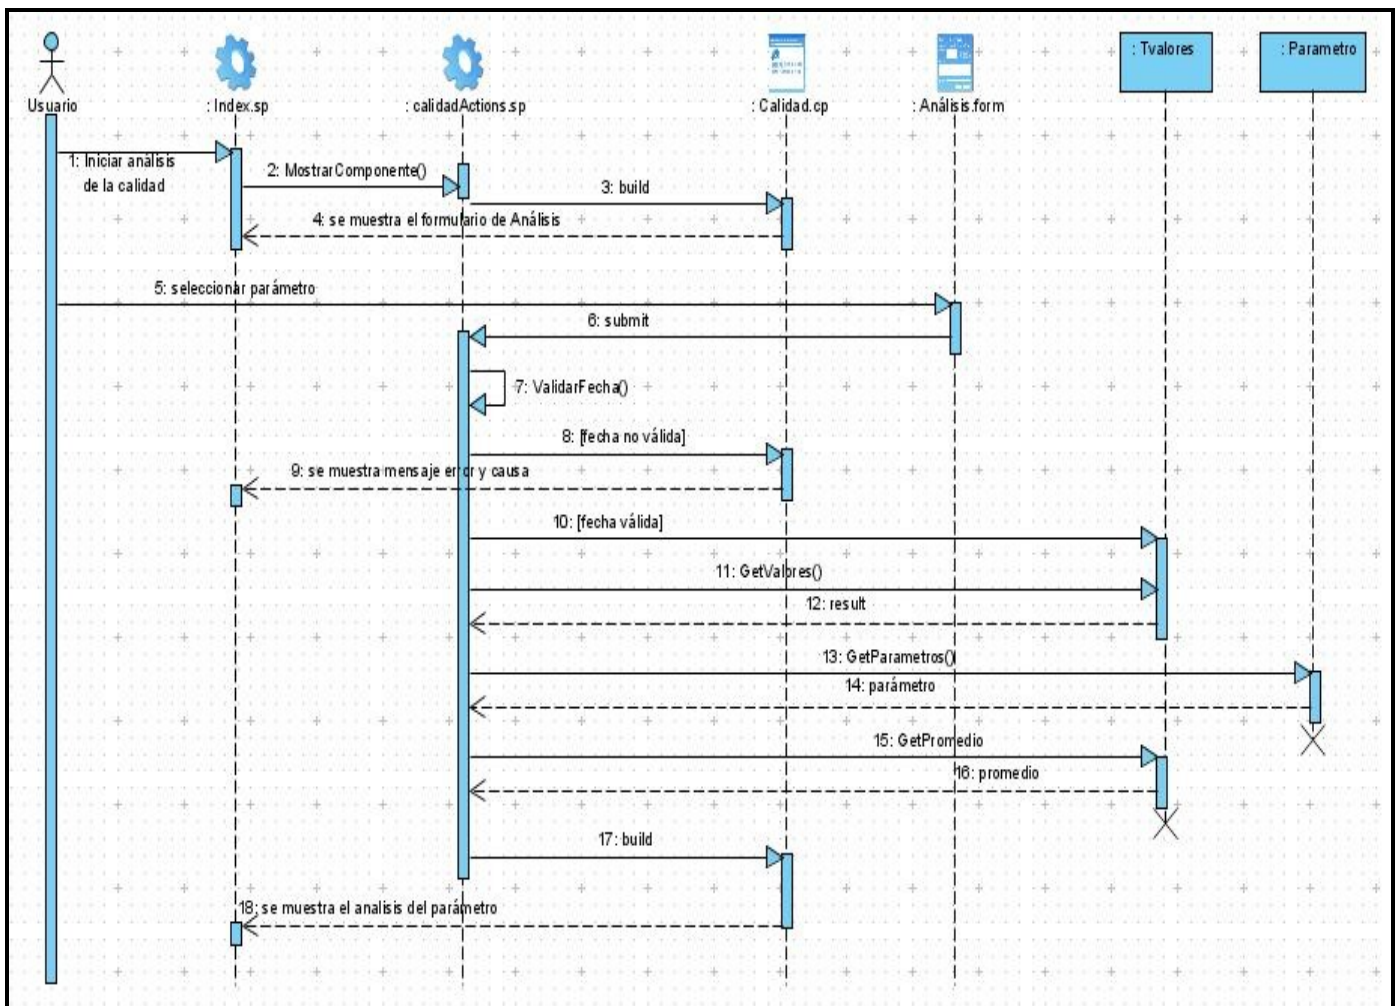 Usuario
: Index.sp
: calidadActions.sp
: Calidad.cp
: Análisis.form
: Tvalores
: Parametro
1: Iniciar análisis
de la calidad
2: MostrarComponente()
3: build
4: se muestra el formulario de Análisis
5: seleccionar parámetro
6: submit
7: ValidarFecha()
8: [fecha no válida]
9: se muestra mensaje error y causa
10: [fecha válida]
11: GetValores()
12: result
13: GetParametros()
14: parámetro
15: GetPromedio
16: promedio
17: build
18: se muestra el analisis del parámetro